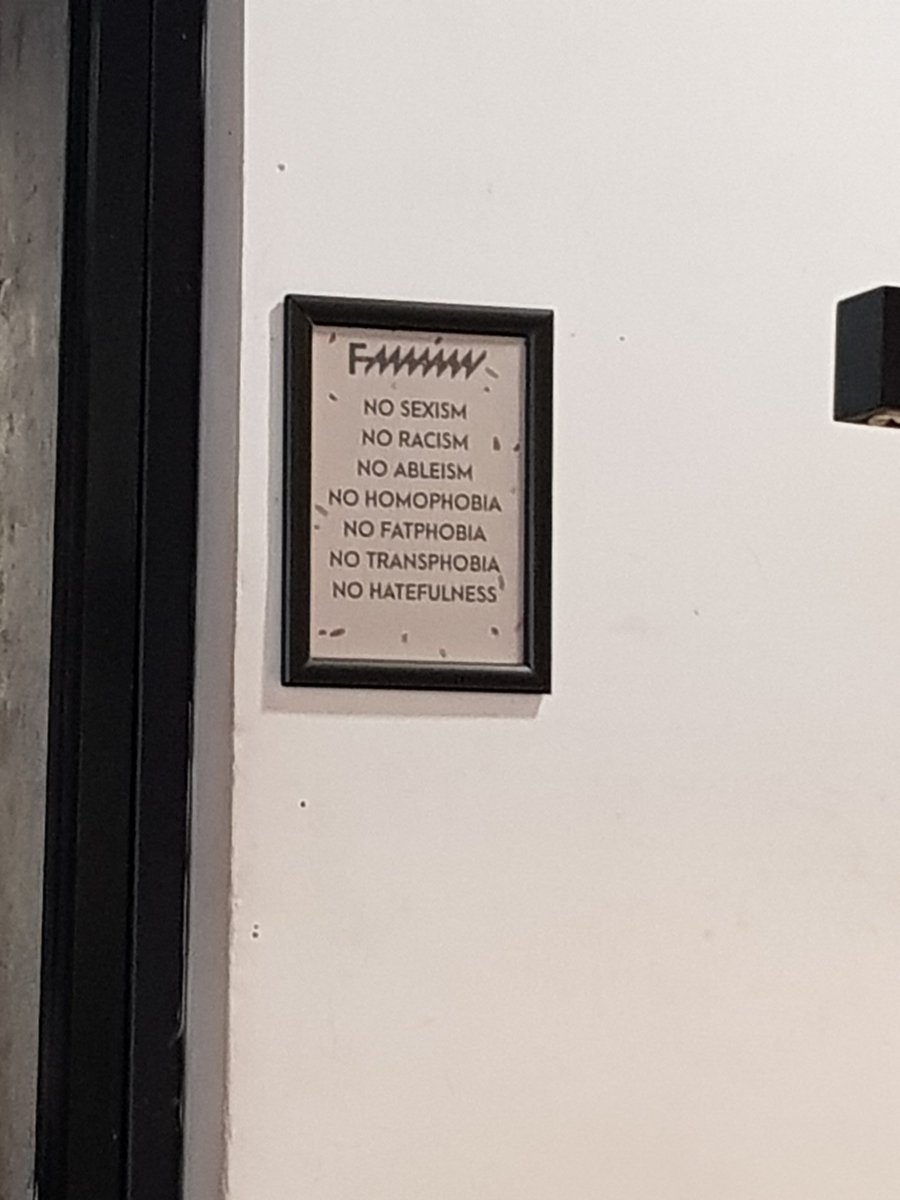 NO SEXISM
NO RACISM
NO ABLEISM
NO HOMOPHOBIA
NO FATPHOBIA
NO TRANSPHOBIA
NO HATEFULNESS